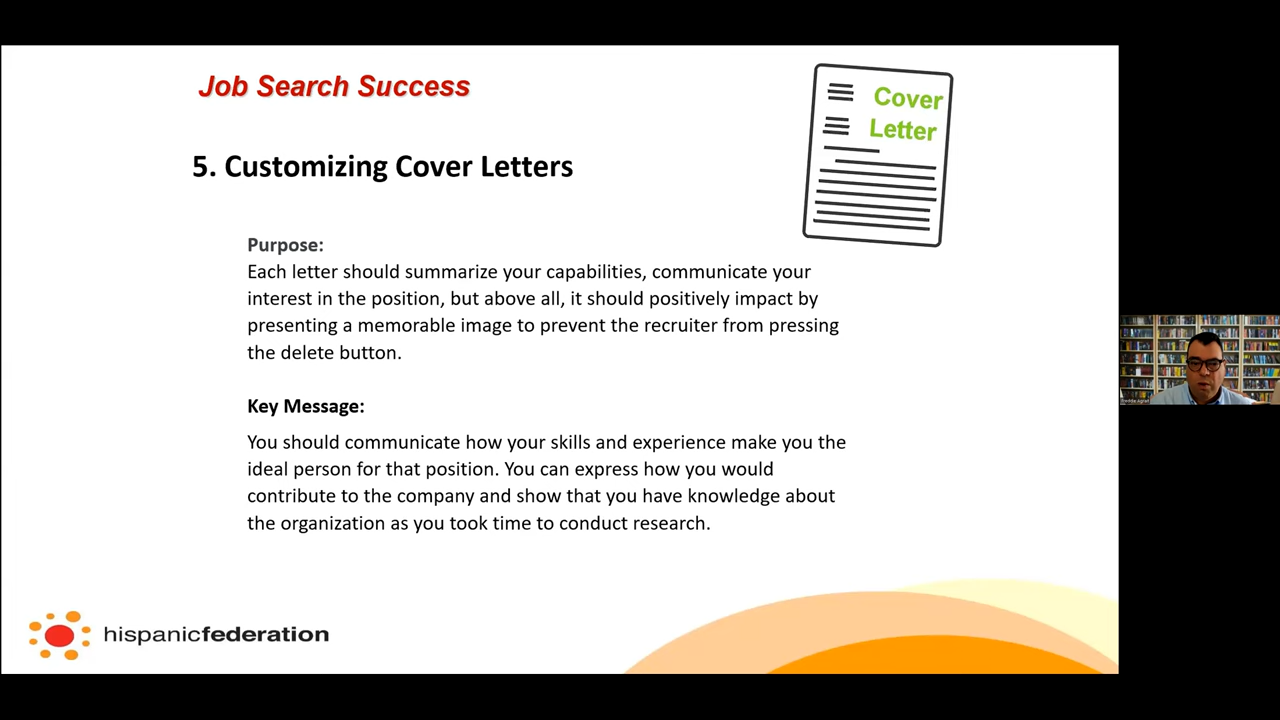 Job Search Success
Cover
Letter
5. Customizing Cover Letters
Purpose:
Each letter should summarize your capabilities, communicate your
interest in the position, but above all, it should positively impact by
presenting a memorable image to prevent the recruiter from pressing
the delete button.
Key Message:
You should communicate how your skills and experience make you the
ideal person for that position. You can express how you would
contribute to the company and show that you have knowledge about
the organization as you took time to conduct research.
hispanicfederation